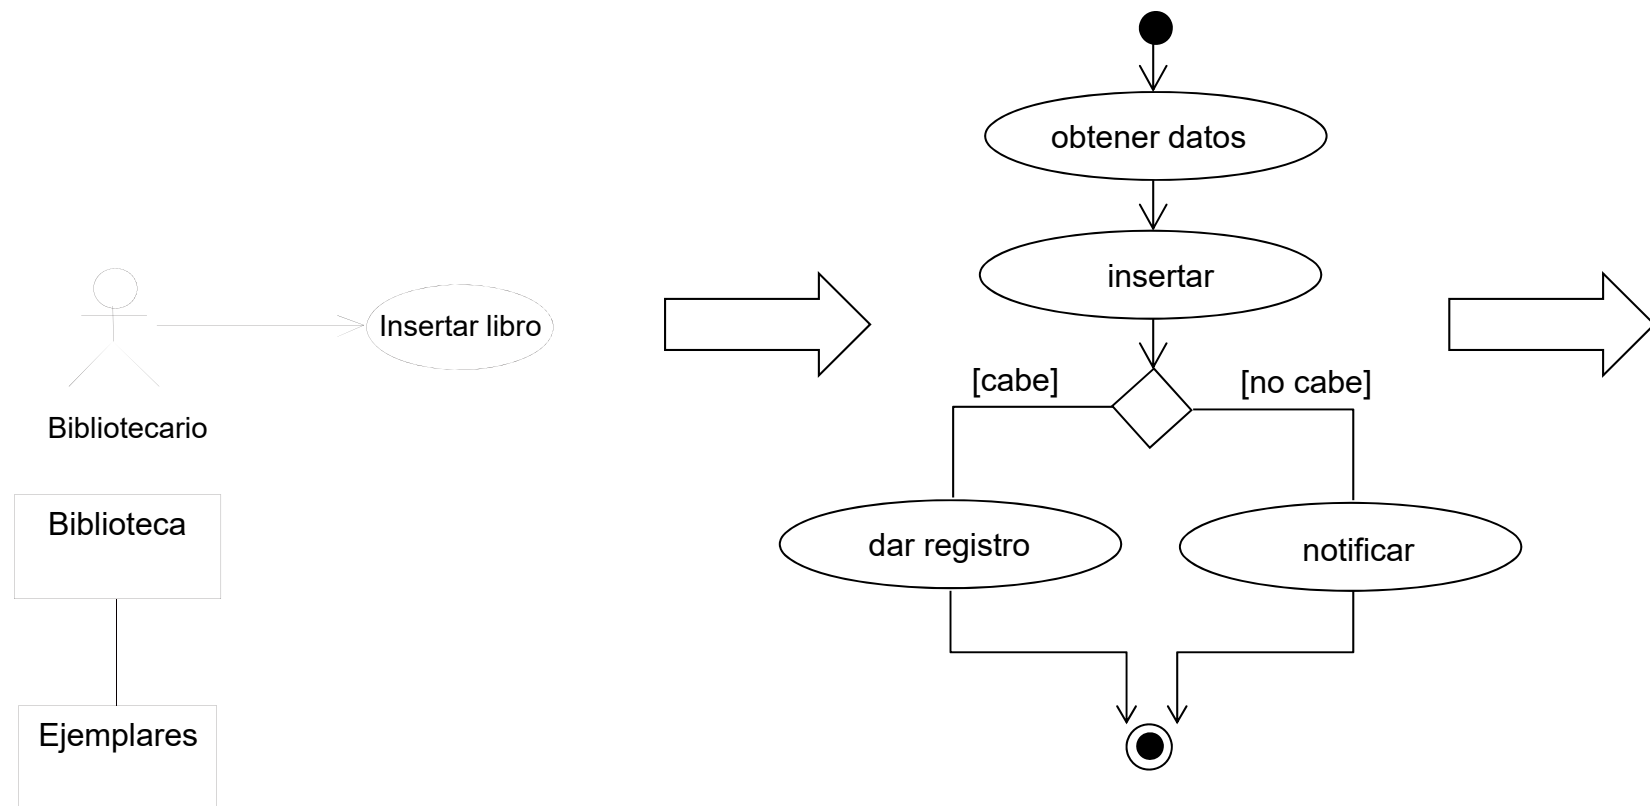 Insertar libro
Bibliotecario
Biblioteca
Ejemplares
obtener datos
insertar
[cabe]
[no cabe]
dar registro
notificar